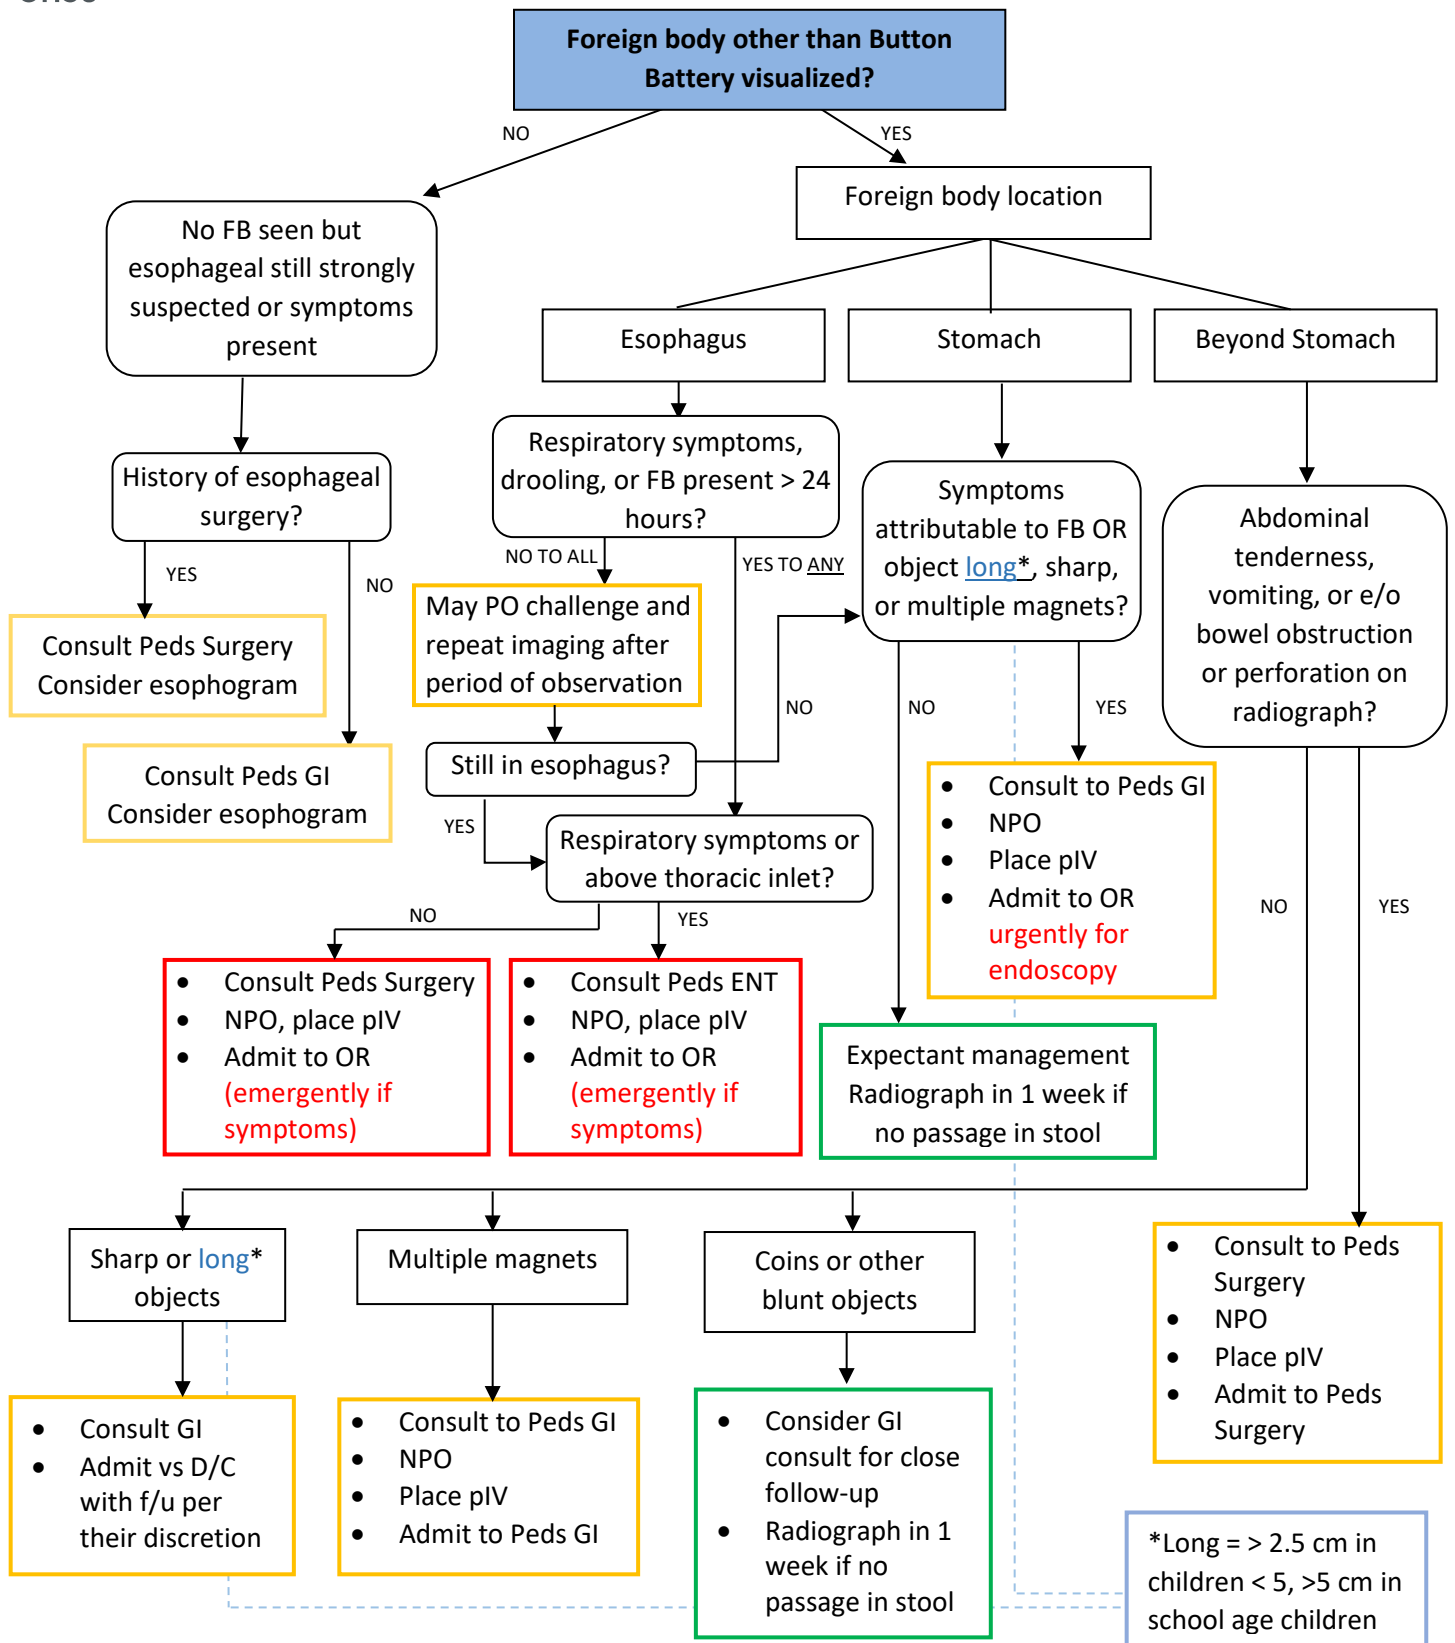 Foreign body other than Button
Battery visualized?
NO
YES
Foreign body location
No FB seen but
esophageal still strongly
suspected or symptoms
present
Esophagus
Stomach
Beyond Stomach
History of esophageal
surgery?
Respiratory symptoms,
drooling, or FB present > 24
hours?
Symptoms
attributable to FB OR
object long*, sharp,
or multiple magnets?
Abdominal
tenderness,
vomiting, or e/o
bowel obstruction
or perforation on
radiograph?
YES
NO
NO TO ALL
YES TO ANY
Consult Peds Surgery
Consider esophogram
Consult Peds GI
Consider esophogram
May PO challenge and
repeat imaging after
period of observation
Still in esophagus?
NO
YES
Respiratory symptoms or
above thoracic inlet?
NO
YES
NO
YES
• Consult to Peds GI
• NPO
• Place pIV
• Admit to OR
urgently for
endoscopy
NO
YES
• Consult Peds Surgery
• NPO, place pIV
• Admit to OR
(emergently if
symptoms)
• Consult Peds ENT
• NPO, place pIV
• Admit to OR
(emergently if
symptoms)
Expectant management
Radiograph in 1 week if
no passage in stool
Sharp or long*
objects
Multiple magnets
Coins or other
blunt objects
• Consult to Peds
Surgery
• NPO
• Place pIV
• Admit to Peds
Surgery
• Consult GI
• Admit vs D/C
with f/u per
their discretion
• Consult to Peds GI
• NPO
• Place pIV
• Admit to Peds GI
• Consider GI
consult for close
follow-up
• Radiograph in 1
week if no
passage in stool
*Long = > 2.5 cm in
children < 5, >5 cm in
school age children